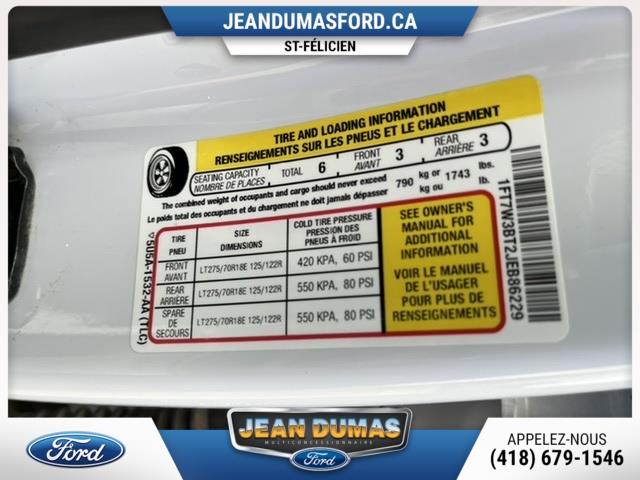 JEANDUMASFORD.CA
ST-FÉLICIEN
TIRE AND LOADING INFORMATION
RENSEIGNEMENTS SUR LES PNEUS ET LE CHARGEMENT
SEATING CAPACITY
NOMBRE DE PLACES
TOTAL 6
FRONT
AVANT 3
REAR
ARRIÈRE 3
The combined weight of occupants and cargo should never exceed
Le poids total des occupants et du chargement ne doit jamais dépasser
790 kg or
kg ou
1743 lbs.
lb.
TIRE
PNEU
SIZE
DIMENSIONS
COLD TIRE PRESSURE
PRESSION DES
PNEUS À FROID
FRONT
AVANT
LT275/70R18E 125/122R
420 KPA, 60 PSI
REAR
ARRIÈRE
LT275/70R18E 125/122R
550 KPA, 80 PSI
SPARE
DE
SECOURS
LT275/70R18E 125/122R
550 KPA, 80 PSI
SEE OWNER'S
MANUAL FOR
ADDITIONAL
INFORMATION
VOIR LE MANUEL
DE L'USAGER
POUR PLUS DE
RENSEIGNEMENTS
5U5A-1532-AA (TLC)
1FT7W3BT2JEB86229
Ford
JEAN DUMAS
MULTICONCESSIONNAIRE
Ford
APPELEZ-NOUS
(418) 679-1546